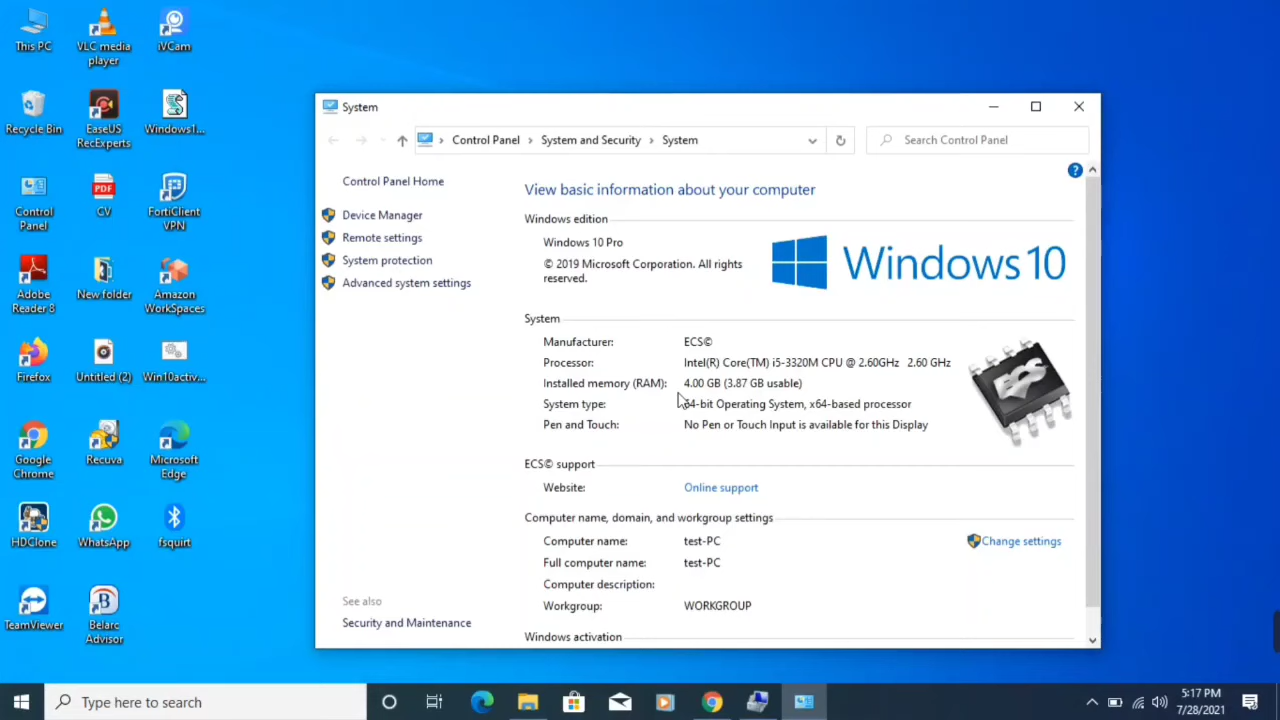 This PC
VLC media
player
iVCam
Recycle Bin
EaseUS
RecExperts
Windows1...
Control
Panel
CV
FortiClient
VPN
Adobe
Reader 8
New folder
Amazon
WorkSpaces
Firefox
Untitled (2)
Win10activ...
Google
Chrome
Recuva
Microsoft
Edge
HDClone
WhatsApp
fsquirt
TeamViewer
Belarc
Advisor
PDF
System
Control Panel › System and Security › System
Search Control Panel
Control Panel Home
Device Manager
Remote settings
System protection
Advanced system settings
See also
Security and Maintenance
View basic information about your computer
Windows edition
Windows 10 Pro
© 2019 Microsoft Corporation. All rights
reserved.
Windows 10
System
Manufacturer: ECS©
Processor: Intel(R) Core(TM) i5-3320M CPU @ 2.60GHz 2.60 GHz
Installed memory (RAM): 4.00 GB (3.87 GB usable)
System type: 64-bit Operating System, x64-based processor
Pen and Touch: No Pen or Touch Input is available for this Display
ECS
ECS© support
Website: Online support
Computer name, domain, and workgroup settings
Computer name: test-PC
Change settings
Full computer name: test-PC
Computer description:
Workgroup: WORKGROUP
Windows activation
Type here to search
5:17 PM
7/28/2021